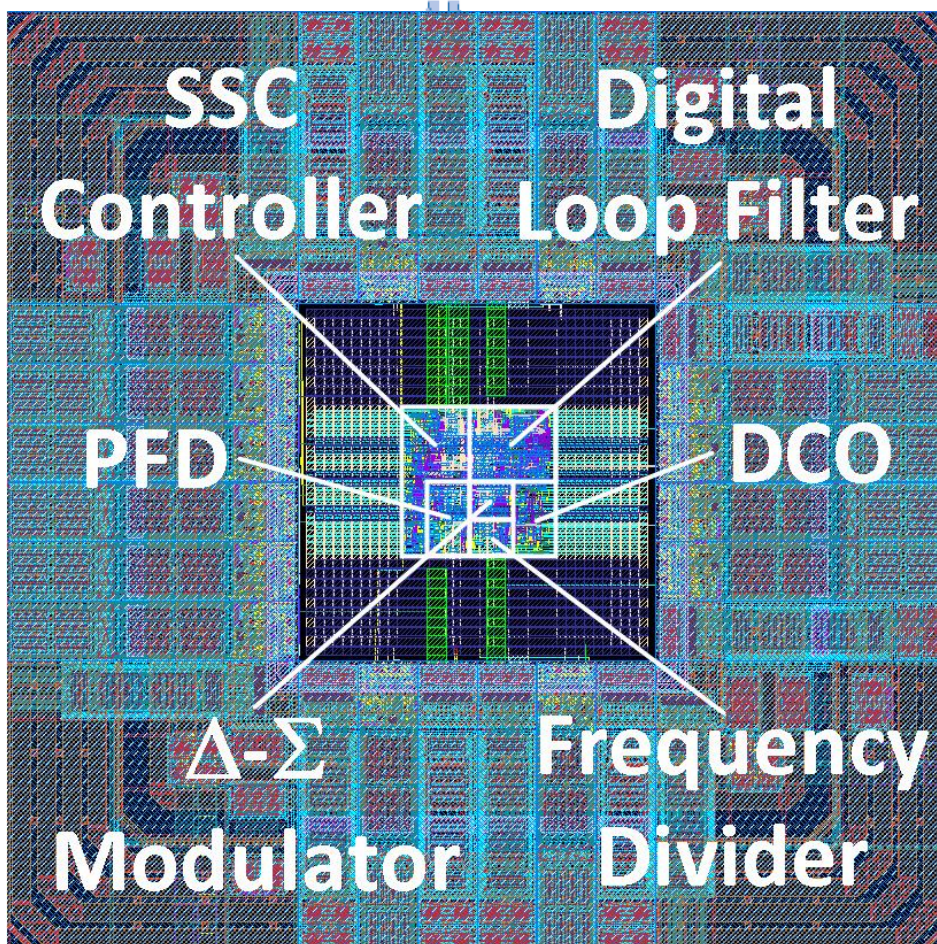 SSC
Controller
Digital
Loop Filter
PFD
DCO
Δ-Σ
Modulator
Frequency
Divider